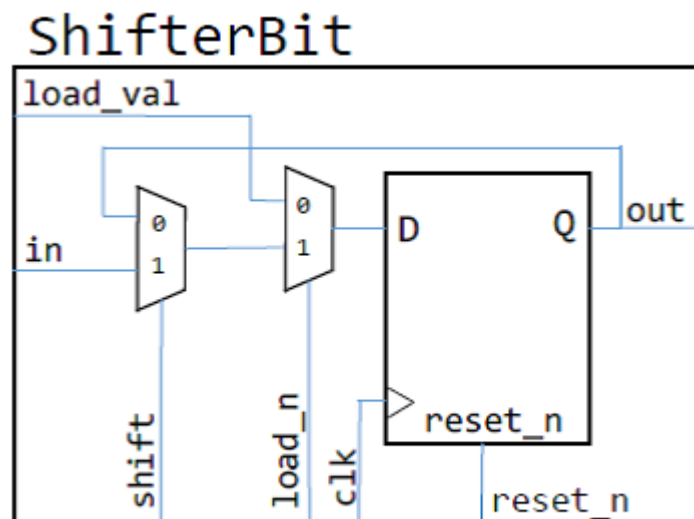 ShifterBit
load_val
0
1
in
0
1
D
Q
out
shift
load_n
clk
reset_n
reset_n